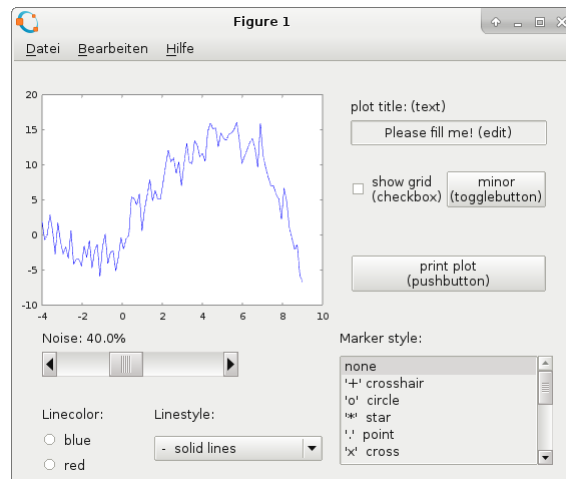 Figure 1
Datei Bearbeiten Hilfe
plot title: (text)
Please fill me! (edit)
show grid
(checkbox)
minor
(togglebutton)
print plot
(pushbutton)
20
15
10
5
0
-5
-10
-4 -2 0 2 4 6 8 10
Noise: 40.0%
Marker style:
none
'+' crosshair
'o' circle
'*' star
'.' point
'x' cross
Linecolor:
blue
red
Linestyle:
- solid lines